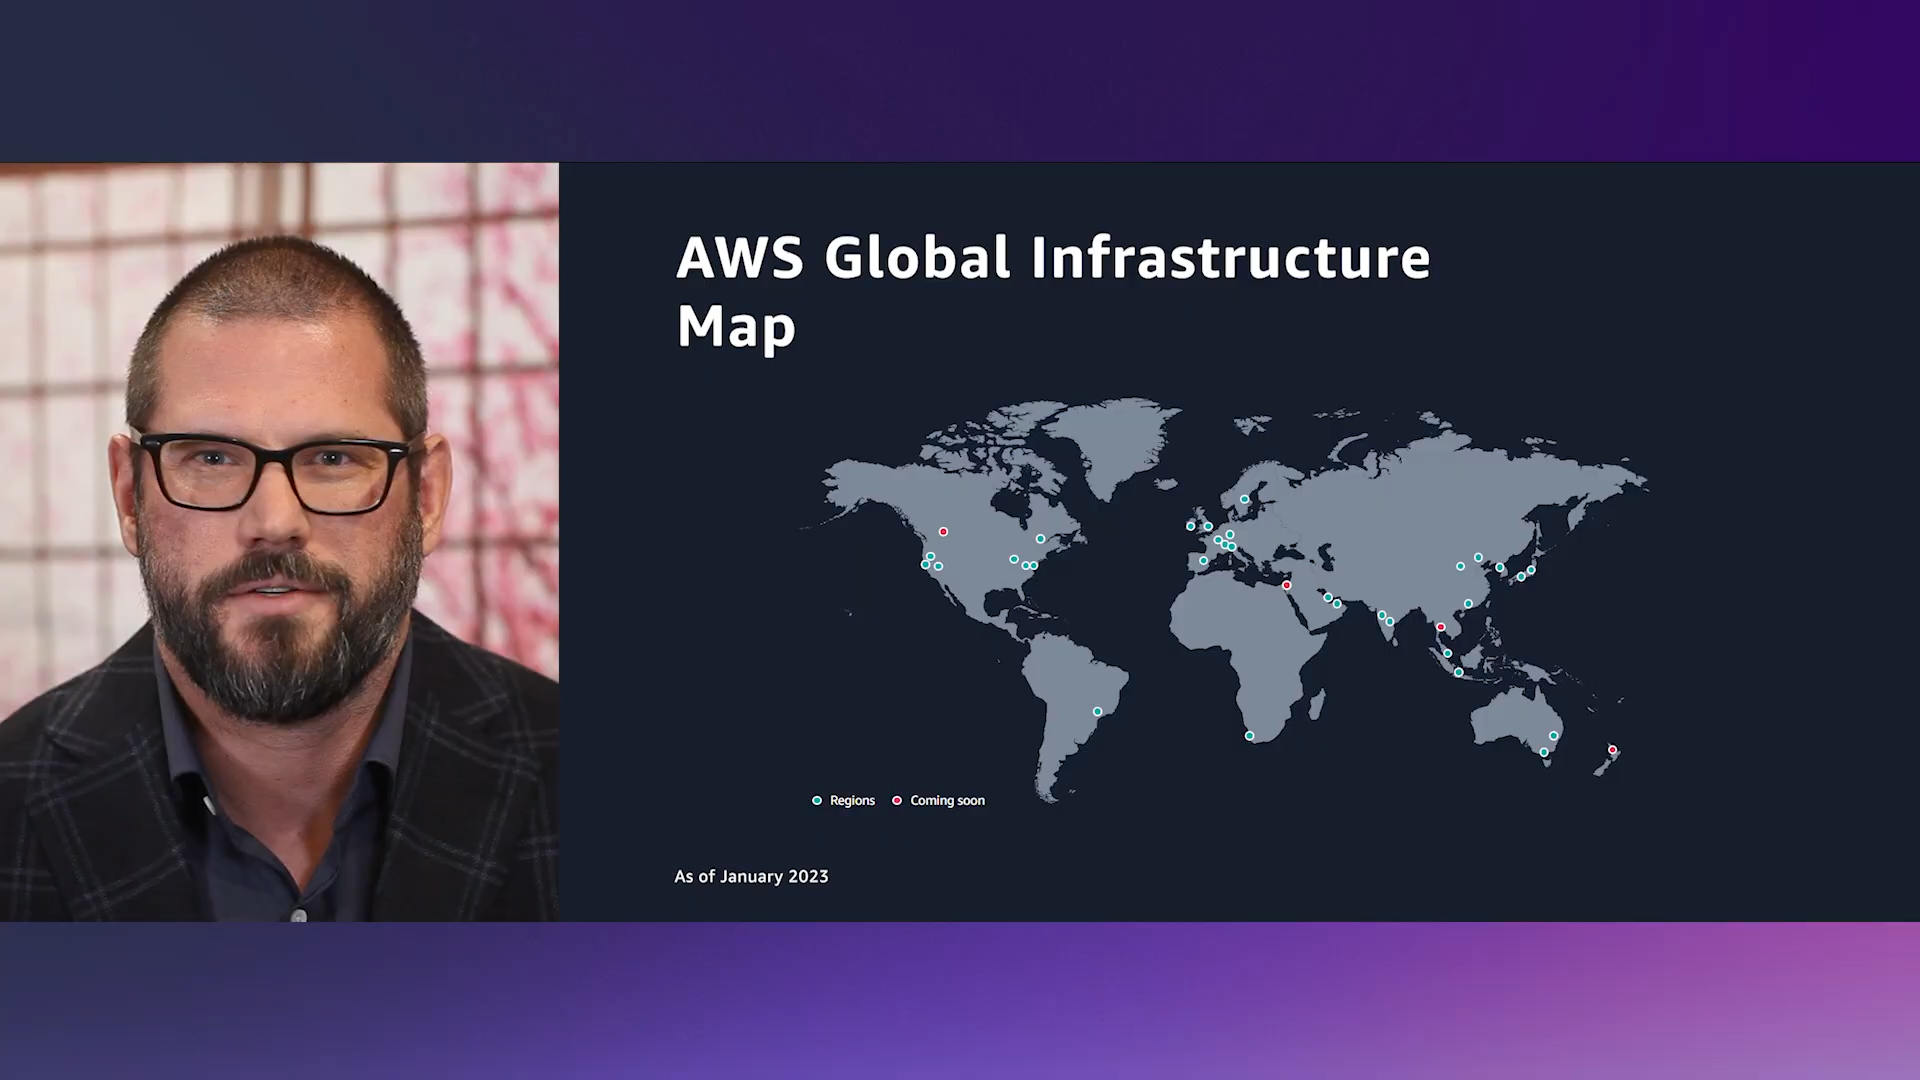 AWS Global Infrastructure
Map
Regions
Coming soon
As of January 2023